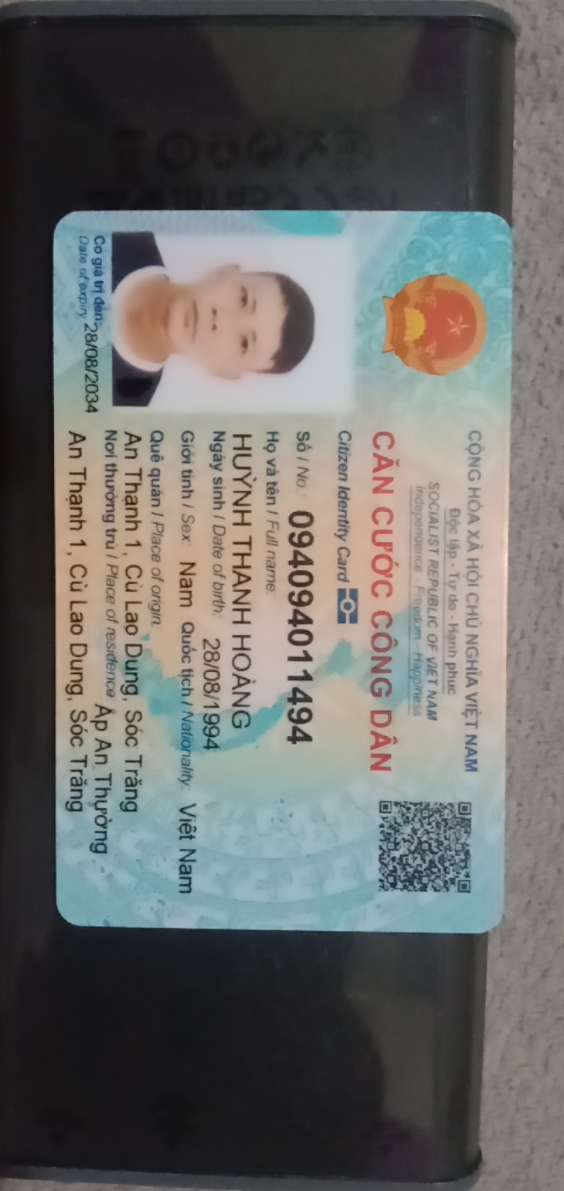 CỘNG HÒA XÃ HỘI CHỦ NGHĨA VIỆT NAM
Độc lập - Tự do - Hạnh phúc
SOCIALIST REPUBLIC OF VIET NAM
Independence - Freedom - Happiness
CĂN CƯỚC CÔNG DÂN
Citizen Identity Card
Số / No.: 094094011494
Họ và tên / Full name:
HUỲNH THANH HOÀNG
Ngày sinh / Date of birth: 28/08/1994
Giới tính / Sex: Nam Quốc tịch / Nationality: Việt Nam
Quê quán / Place of origin:
An Thạnh 1, Cù Lao Dung, Sóc Trăng
Nơi thường trú / Place of residence: Ấp An Thường
An Thạnh 1, Cù Lao Dung, Sóc Trăng
Có giá trị đến: 28/08/2034
Date of expiry